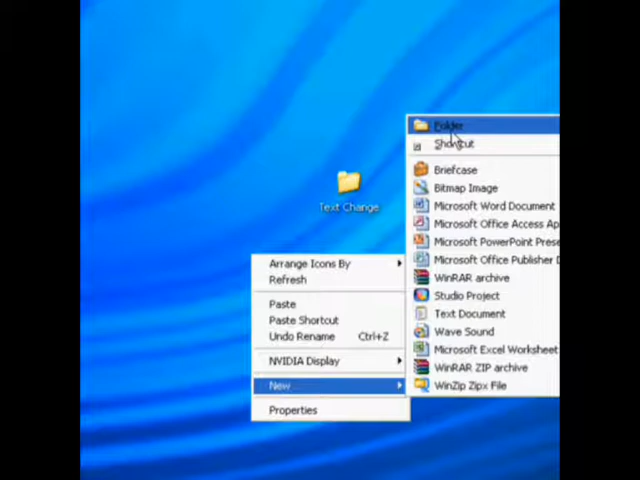 Folder
Shortcut
Briefcase
Bitmap Image
Microsoft Word Document
Microsoft Office Access Ap
Microsoft PowerPoint Prese
Microsoft Office Publisher D
WinRAR archive
Studio Project
Text Document
Wave Sound
Microsoft Excel Worksheet
WinRAR ZIP archive
WinZip Zipx File
Text Change
Arrange Icons By
Refresh
Paste
Paste Shortcut
Undo Rename Ctrl+Z
NVIDIA Display
New
Properties